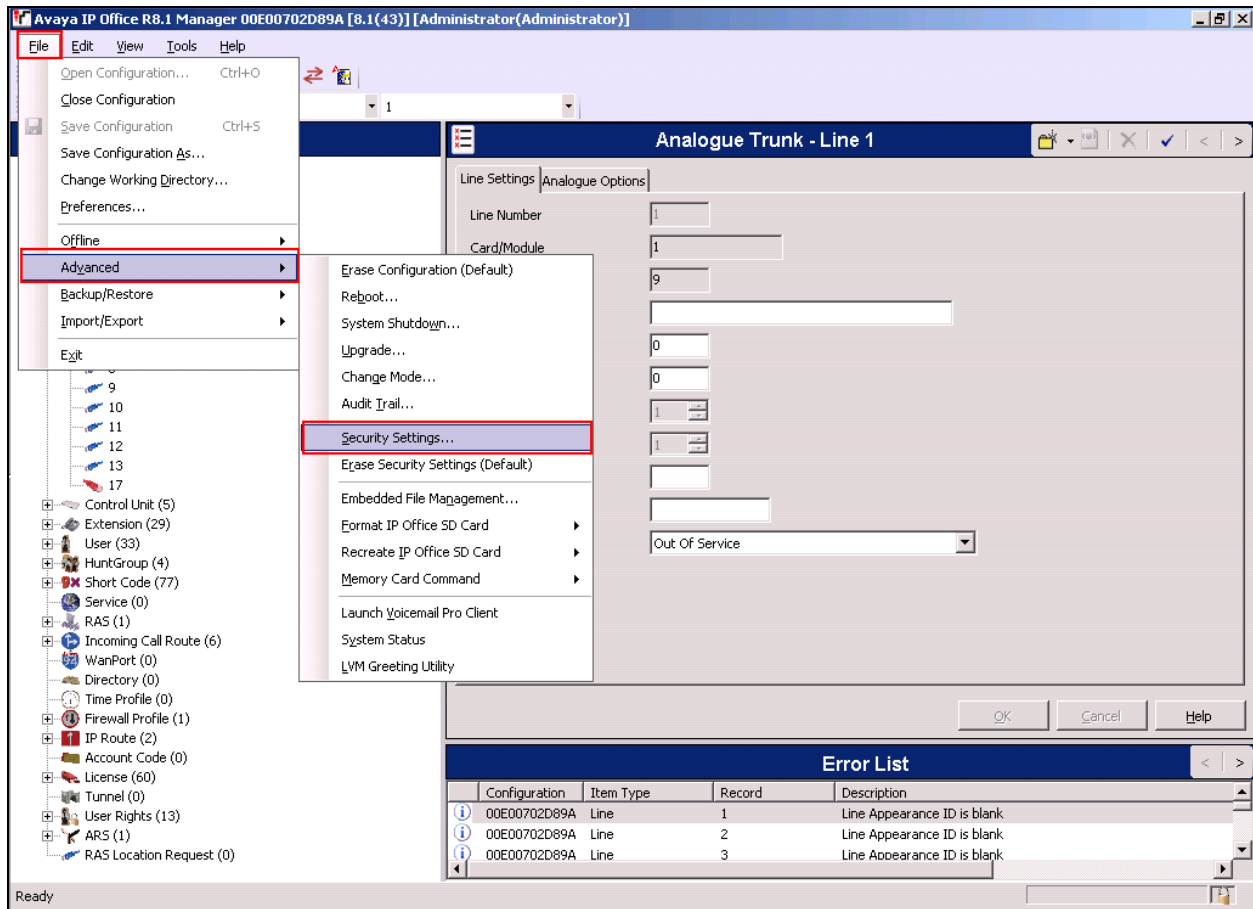 Avaya IP Office R8.1 Manager 00E00702D89A [8.1(43)] [Administrator(Administrator)]
File Edit View Tools Help
Open Configuration... Ctrl+O
Close Configuration
Save Configuration Ctrl+S
Save Configuration As...
Change Working Directory...
Preferences...
Offline
Advanced
Backup/Restore
Import/Export
Exit
Erase Configuration (Default)
Reboot...
System Shutdown...
Upgrade...
Change Mode...
Audit Trail...
Security Settings...
Erase Security Settings (Default)
Embedded File Management...
Format IP Office SD Card
Recreate IP Office SD Card
Memory Card Command
Launch Voicemail Pro Client
System Status
LVM Greeting Utility
1
9
10
11
12
13
17
Control Unit (5)
Extension (29)
User (33)
HuntGroup (4)
Short Code (77)
Service (0)
RAS (1)
Incoming Call Route (6)
WanPort (0)
Directory (0)
Time Profile (0)
Firewall Profile (1)
IP Route (2)
Account Code (0)
License (60)
Tunnel (0)
User Rights (13)
ARS (1)
RAS Location Request (0)
Analogue Trunk - Line 1
Line Settings Analogue Options
Line Number 1
Card/Module 1
9
0
0
1
1
Out Of Service
OK Cancel Help
Error List
Configuration Item Type Record Description
00E00702D89A Line 1 Line Appearance ID is blank
00E00702D89A Line 2 Line Appearance ID is blank
00E00702D89A Line 3 Line Appearance ID is blank
Ready